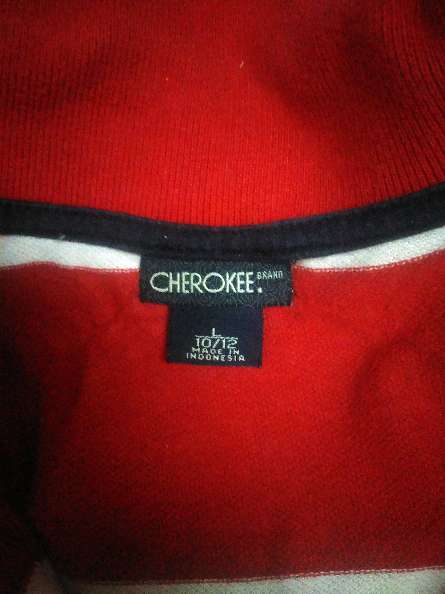 CHEROKEE. BRAND
L
10/12
MADE IN
INDONESIA